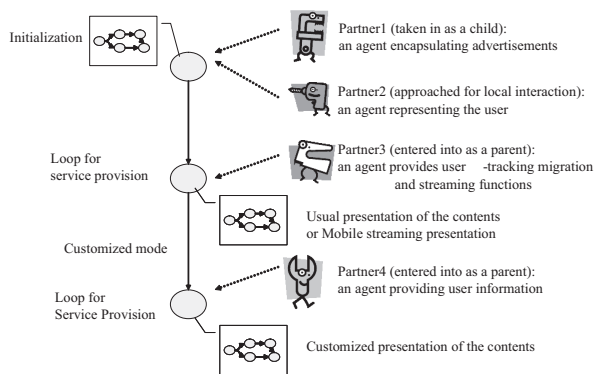 Initialization
Partner1 (taken in as a child):
an agent encapsulating advertisements
Partner2 (approached for local interaction):
an agent representing the user
Loop for
service provision
Partner3 (entered into as a parent):
an agent provides user -tracking migration
and streaming functions
Usual presentation of the contents
or Mobile streaming presentation
Customized mode
Partner4 (entered into as a parent):
an agent providing user information
Loop for
Service Provision
Customized presentation of the contents